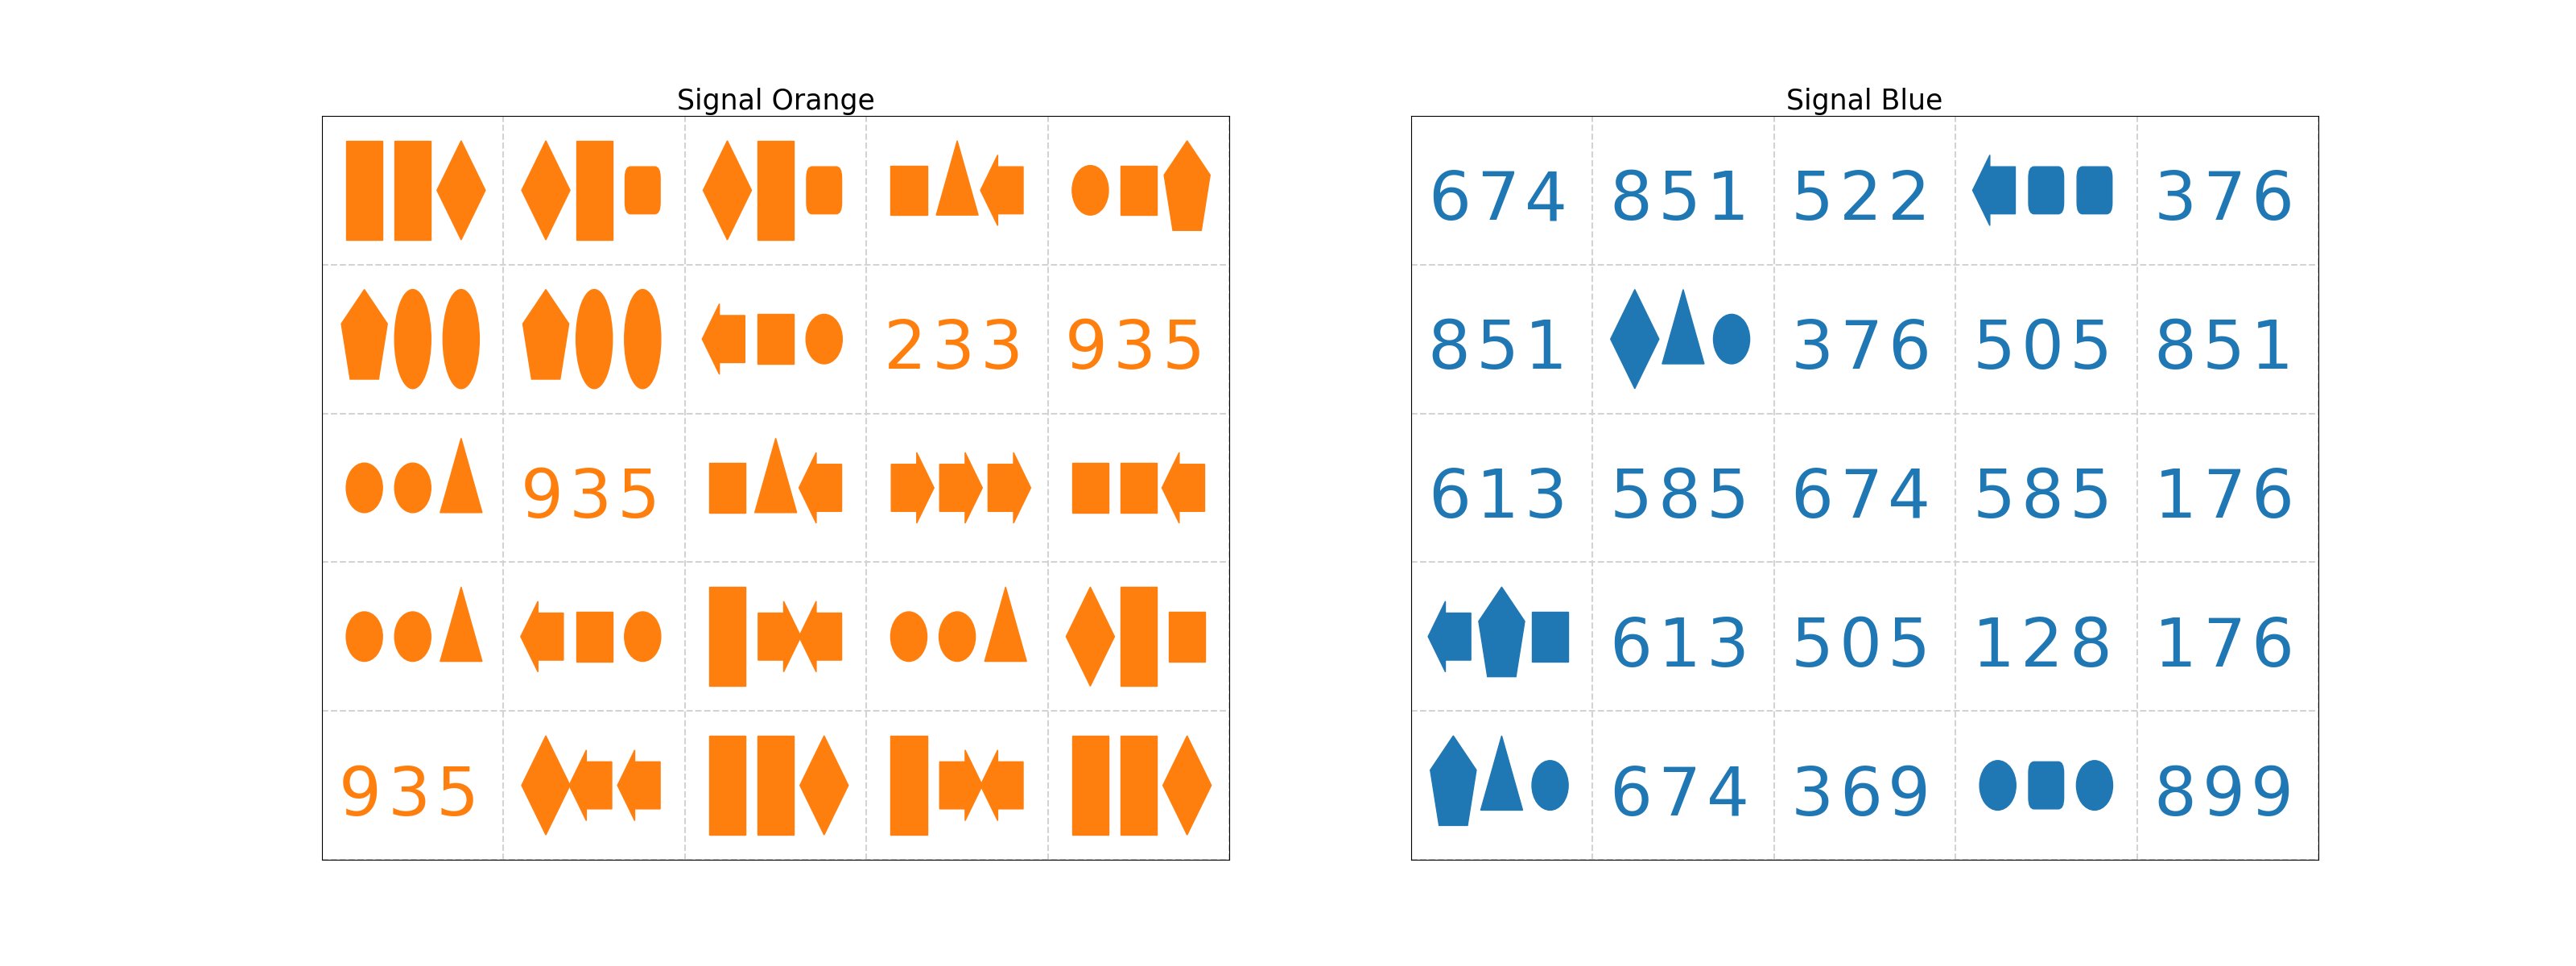 Signal Orange
233 935
935
935
Signal Blue
674 851 522 376
851 376 505 851
613 585 674 585 176
613 505 128 176
674 369 899